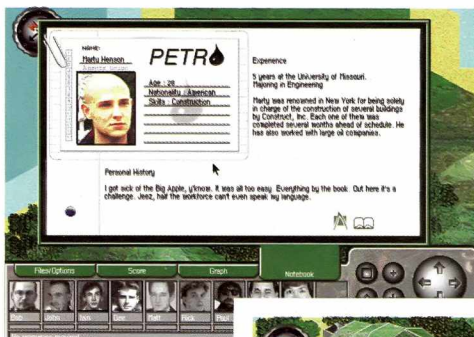 NAME:
Marty Henson
PETR
Age : 28
Nationality : American
Skills : Construction
Experience
5 years at the University of Missouri.
Majoring in Engineering
Marty was renowned in New York for being solely
in charge of the construction of several buildings
by Construct, Inc. Each one of them was
completed several months ahead of schedule. He
has also worked with large oil companies.
Personal History
I got sick of the Big Apple, y'know. It was all too easy. Everything by the book. Out here it's a
challenge. Jeez, half the workforce can't even speak my language.
Files/Options
Score
Graph
Notebook
Bob
John
Ian
Matt
Rick
Paul